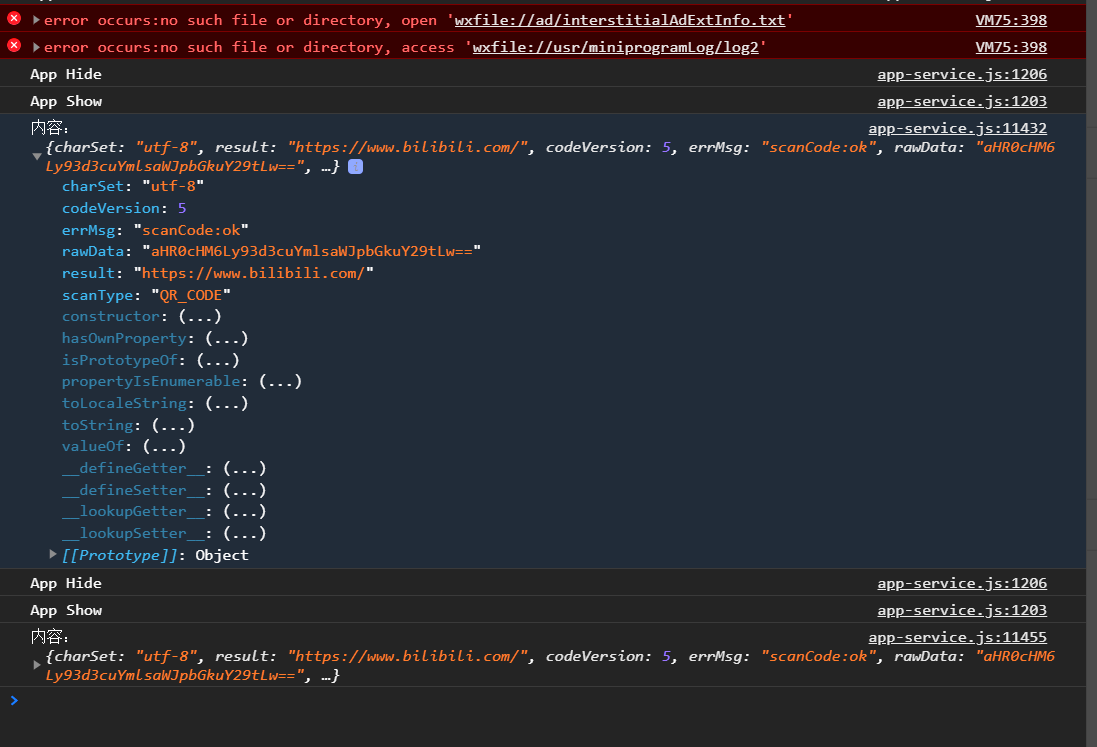 error occurs:no such file or directory, open 'wxfile://ad/interstitialAdExtInfo.txt' VM75:398
error occurs:no such file or directory, access 'wxfile://usr/miniprogramLog/log2' VM75:398
App Hide app-service.js:1206
App Show app-service.js:1203
内容: app-service.js:11432
{charSet: "utf-8", result: "https://www.bilibili.com/", codeVersion: 5, errMsg: "scanCode:ok", rawData: "aHR0cHM6
Ly93d3cuYmlsaWJpbGkuY29tLw==", …}
charSet: "utf-8"
codeVersion: 5
errMsg: "scanCode:ok"
rawData: "aHR0cHM6Ly93d3cuYmlsaWJpbGkuY29tLw=="
result: "https://www.bilibili.com/"
scanType: "QR_CODE"
constructor: (...)
hasOwnProperty: (...)
isPrototypeOf: (...)
propertyIsEnumerable: (...)
toLocaleString: (...)
toString: (...)
valueOf: (...)
__defineGetter__: (...)
__defineSetter__: (...)
__lookupGetter__: (...)
__lookupSetter__: (...)
[[Prototype]]: Object
App Hide app-service.js:1206
App Show app-service.js:1203
内容: app-service.js:11455
{charSet: "utf-8", result: "https://www.bilibili.com/", codeVersion: 5, errMsg: "scanCode:ok", rawData: "aHR0cHM6
Ly93d3cuYmlsaWJpbGkuY29tLw==", …}